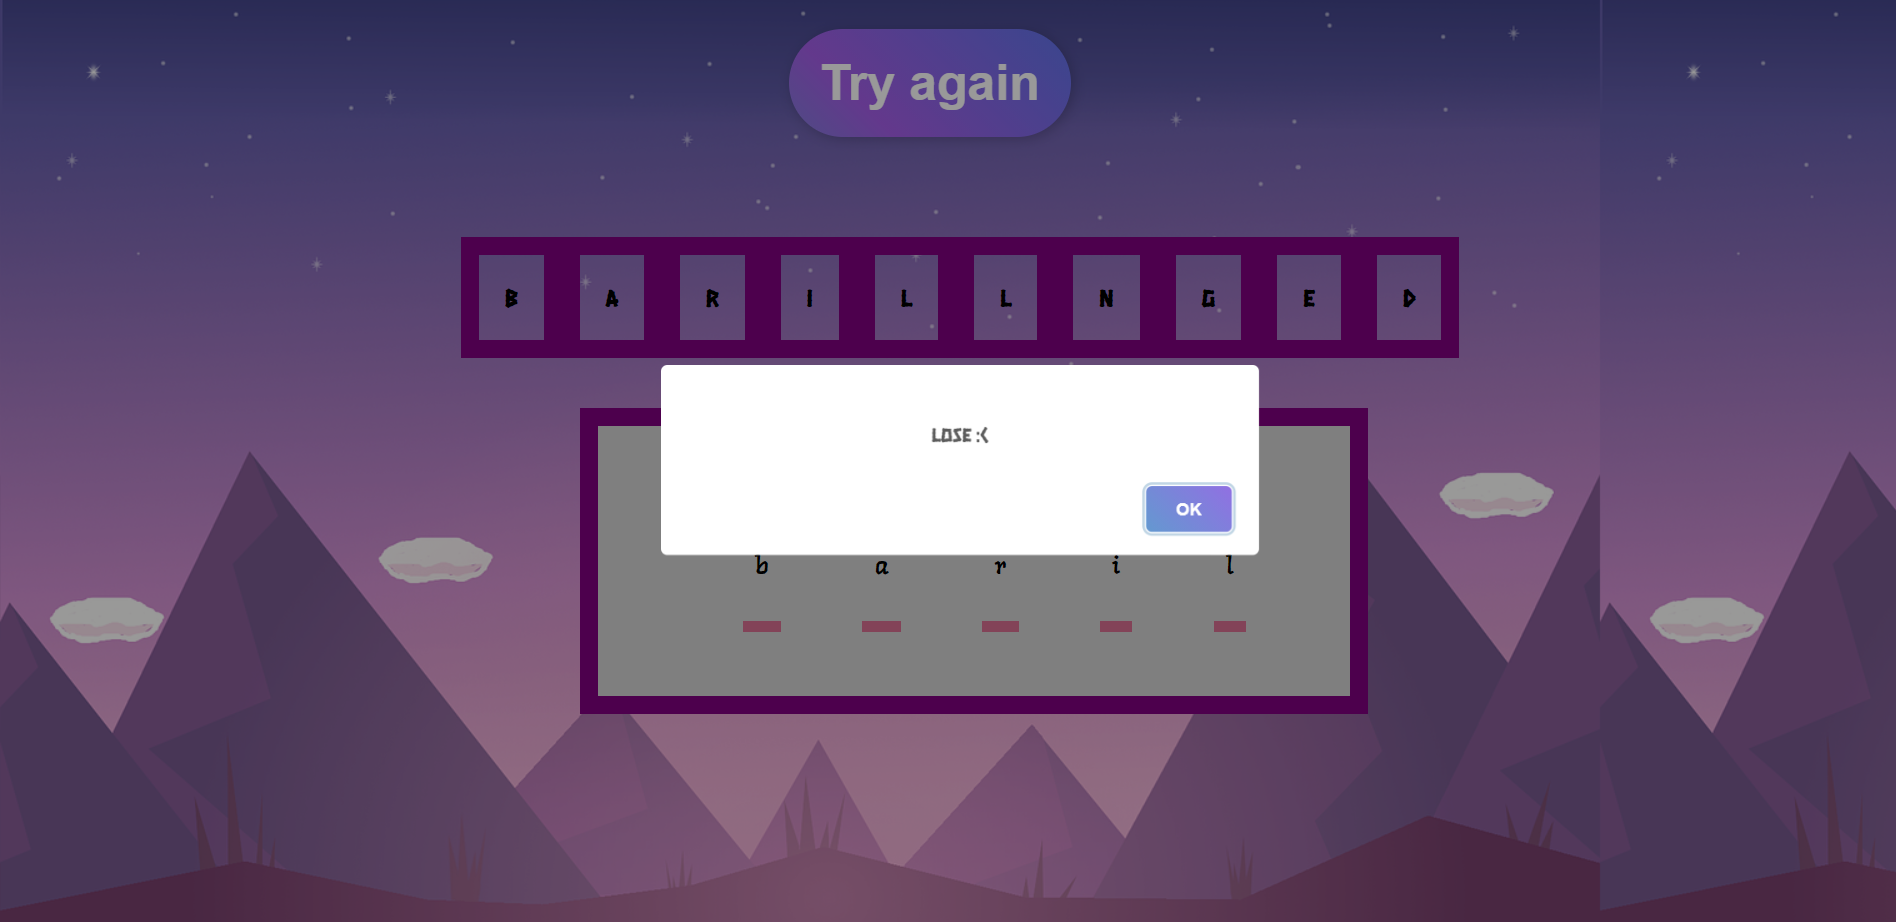 Try again
B A R I L L N G E D
LOSE :(
OK
b a r i l